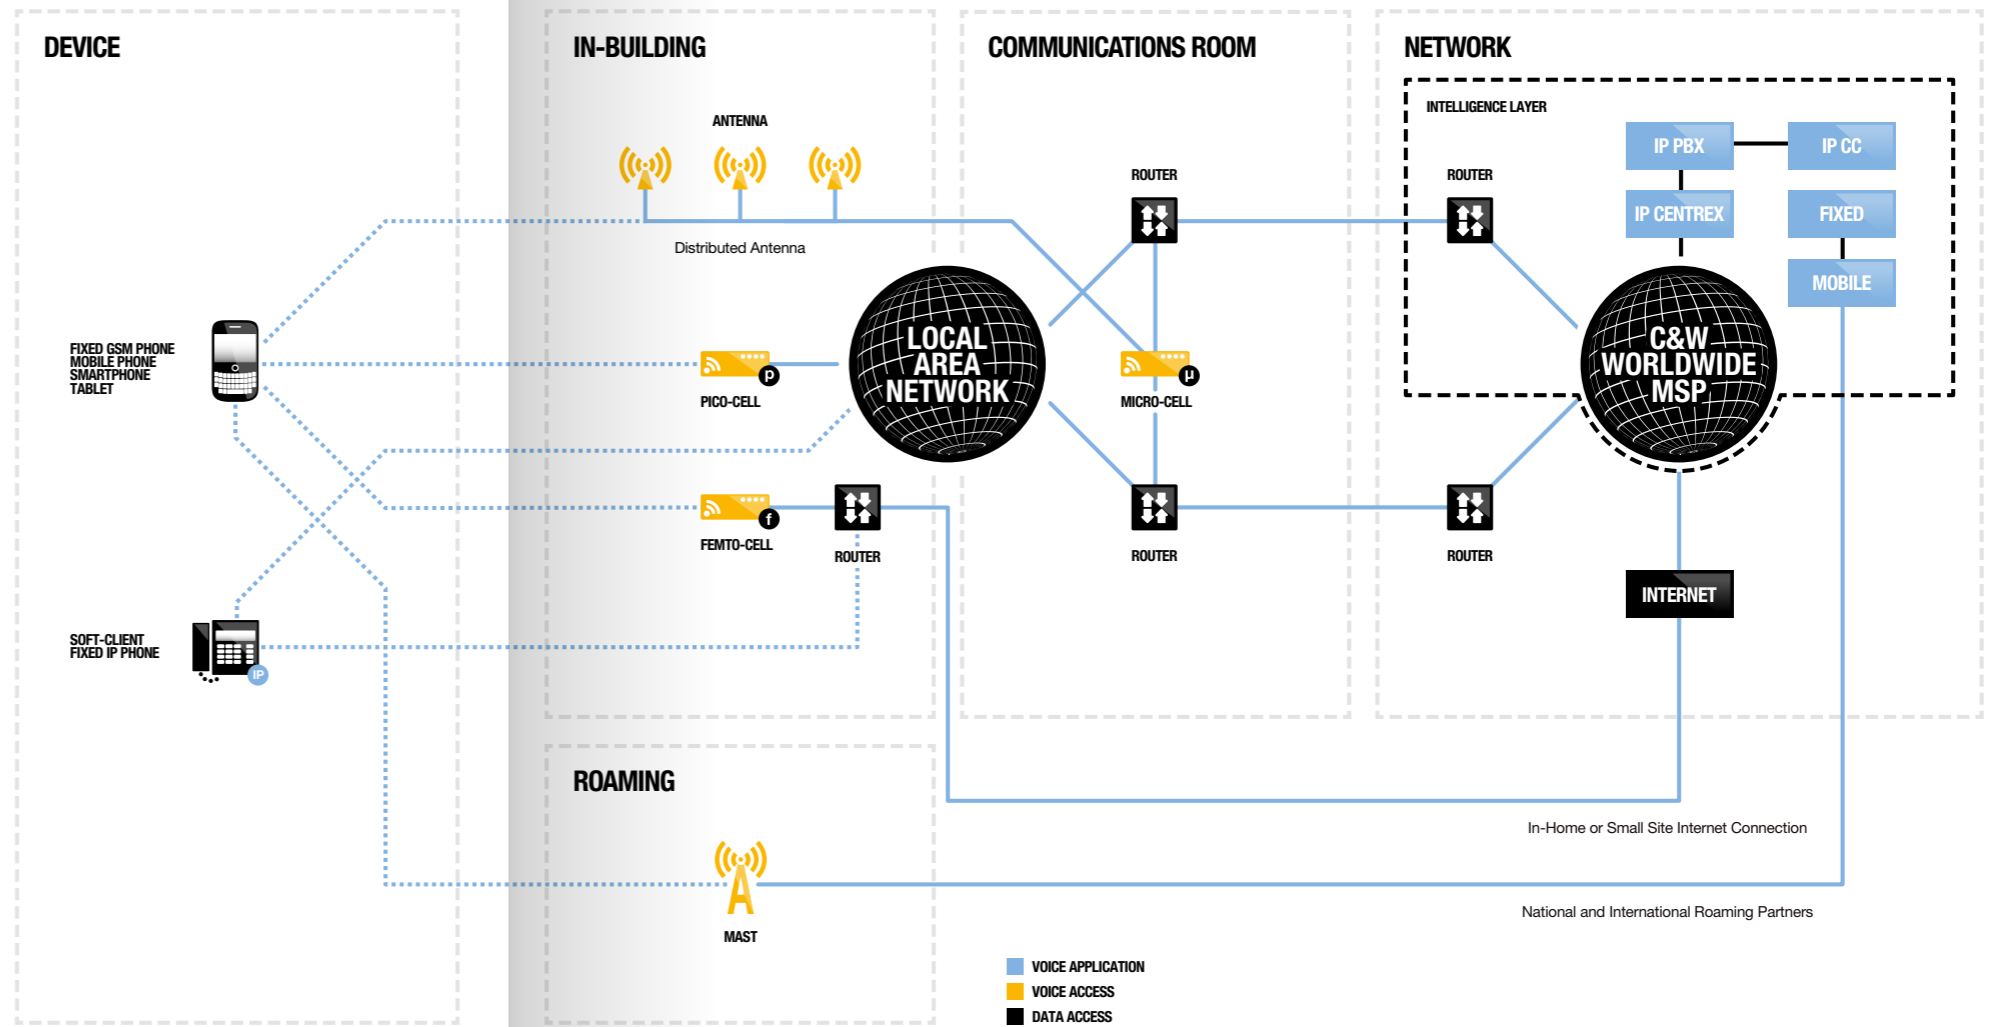 DEVICE
FIXED GSM PHONE
MOBILE PHONE
SMARTPHONE
TABLET
SOFT-CLIENT
FIXED IP PHONE
IP
IN-BUILDING
ANTENNA
Distributed Antenna
LOCAL
AREA
NETWORK
p
PICO-CELL
f
FEMTO-CELL
ROUTER
COMMUNICATIONS ROOM
ROUTER
µ
MICRO-CELL
ROUTER
NETWORK
INTELLIGENCE LAYER
IP PBX
IP CC
ROUTER
IP CENTREX
FIXED
MOBILE
C&W
WORLDWIDE
MSP
ROUTER
INTERNET
ROAMING
MAST
In-Home or Small Site Internet Connection
National and International Roaming Partners
VOICE APPLICATION
VOICE ACCESS
DATA ACCESS